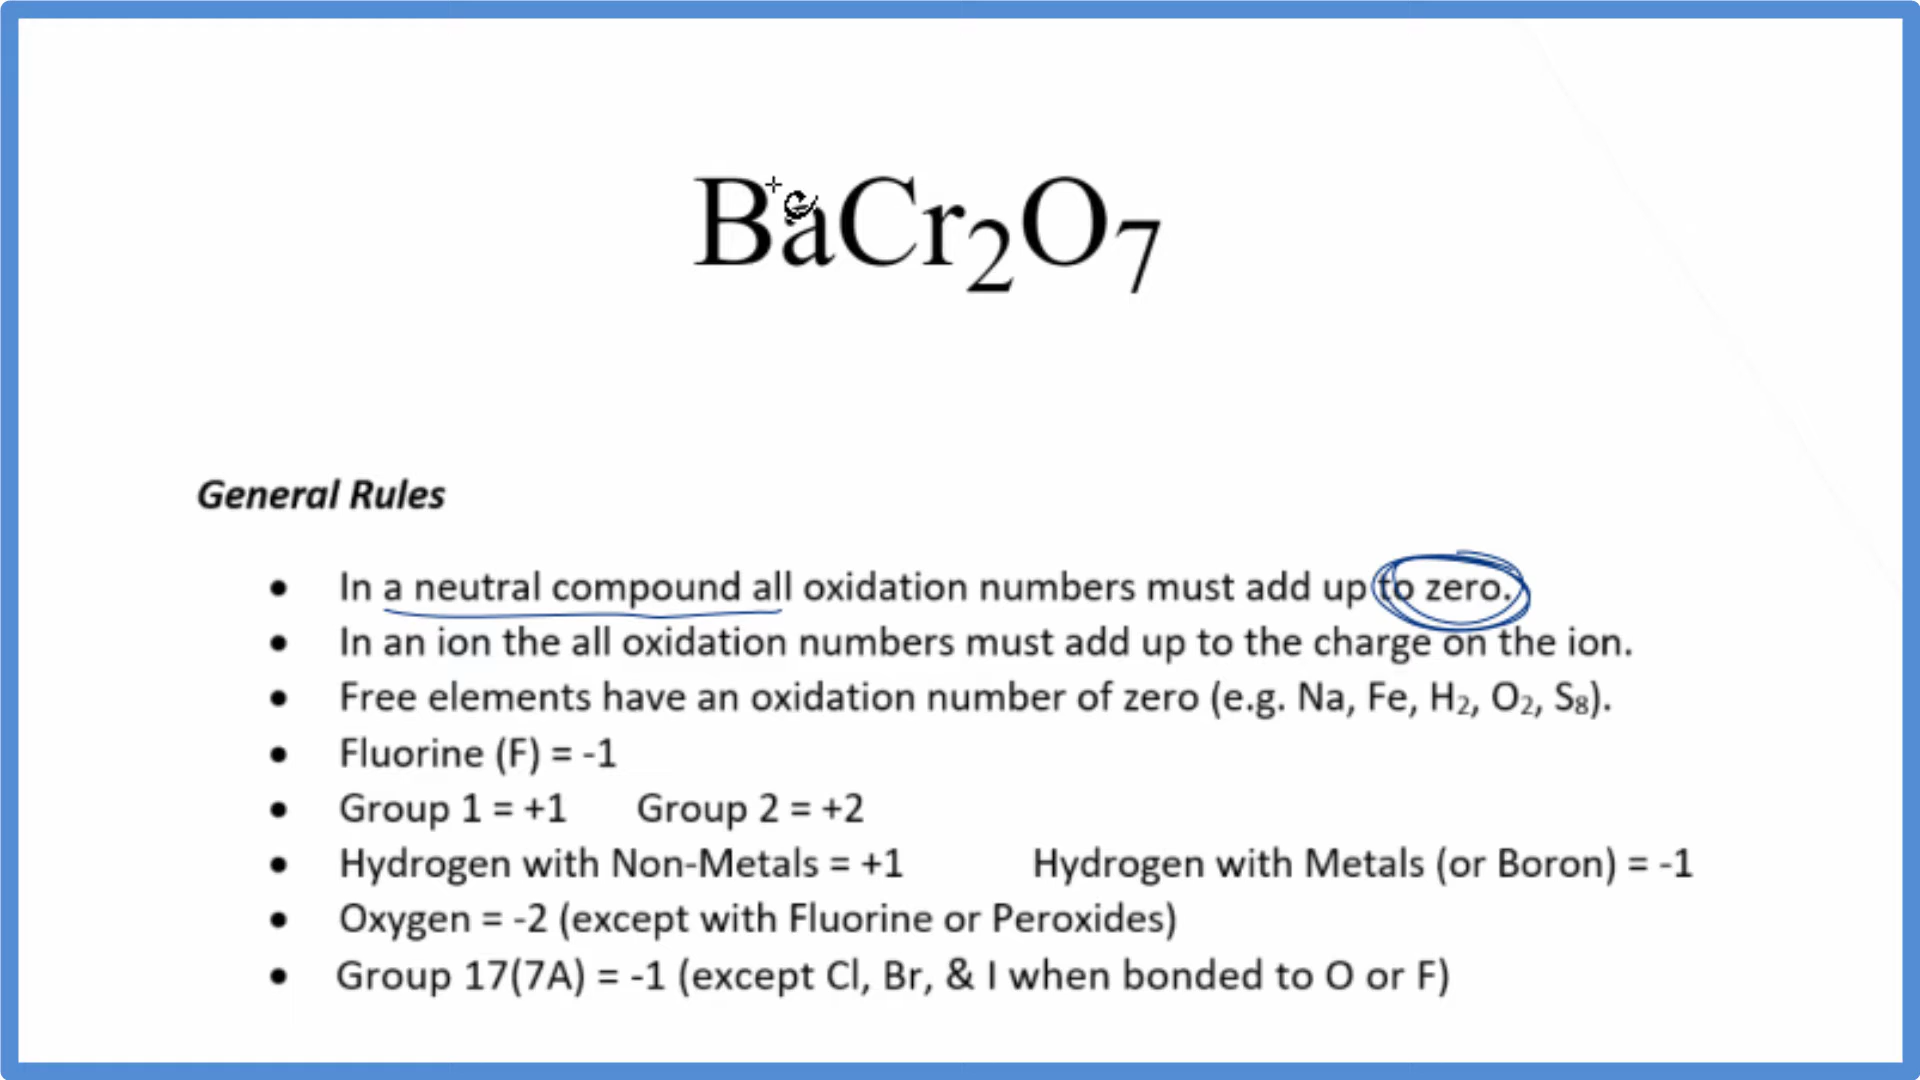 BaCr₂O₇
General Rules
• In a neutral compound all oxidation numbers must add up to zero.
• In an ion the all oxidation numbers must add up to the charge on the ion.
• Free elements have an oxidation number of zero (e.g. Na, Fe, H₂, O₂, S₈).
• Fluorine (F) = -1
• Group 1 = +1 Group 2 = +2
• Hydrogen with Non-Metals = +1 Hydrogen with Metals (or Boron) = -1
• Oxygen = -2 (except with Fluorine or Peroxides)
• Group 17(7A) = -1 (except Cl, Br, & I when bonded to O or F)